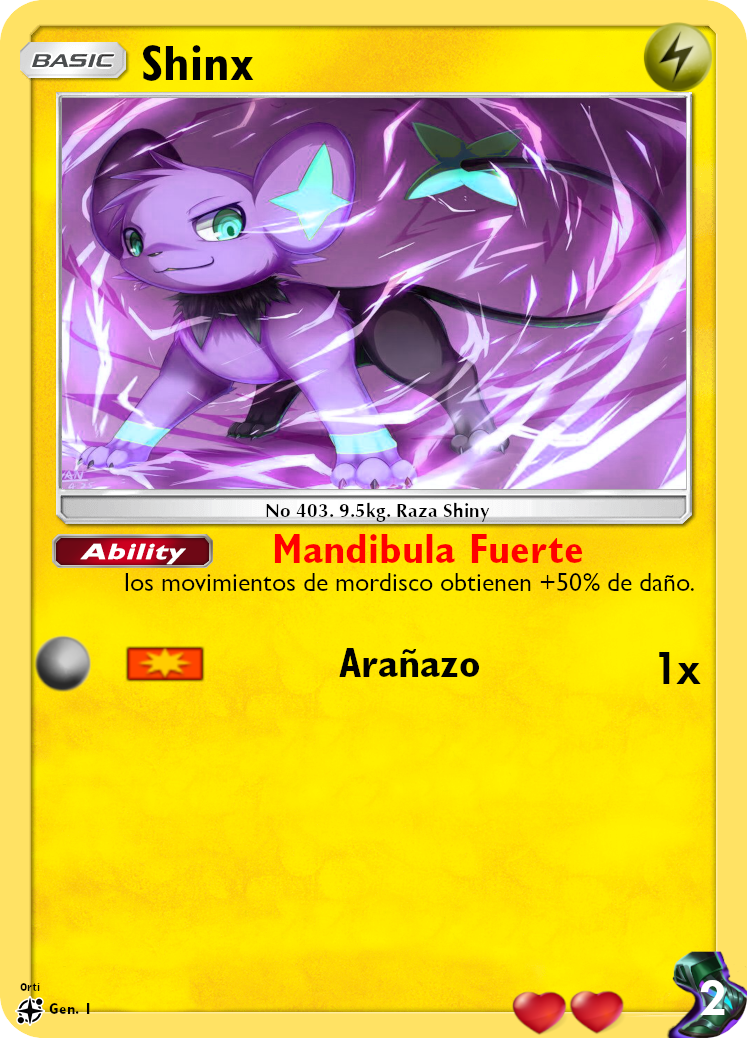 BASIC
Shinx
No 403. 9.5kg. Raza Shiny
Ability
Mandibula Fuerte
los movimientos de mordisco obtienen +50% de daño.
Arañazo
1x
Orti
Gen. 1
2